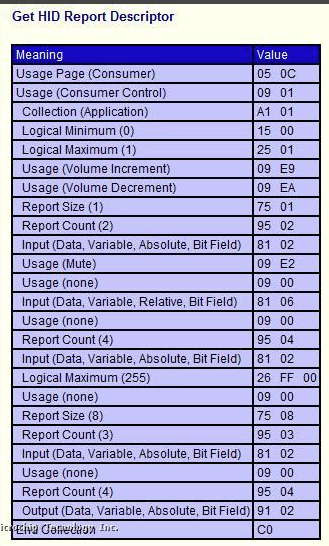 Get HID Report Descriptor
Meaning Value
Usage Page (Consumer) 05 0C
Usage (Consumer Control) 09 01
Collection (Application) A1 01
Logical Minimum (0) 15 00
Logical Maximum (1) 25 01
Usage (Volume Increment) 09 E9
Usage (Volume Decrement) 09 EA
Report Size (1) 75 01
Report Count (2) 95 02
Input (Data, Variable, Absolute, Bit Field) 81 02
Usage (Mute) 09 E2
Usage (none) 09 00
Input (Data, Variable, Relative, Bit Field) 81 06
Usage (none) 09 00
Report Count (4) 95 04
Input (Data, Variable, Absolute, Bit Field) 81 02
Logical Maximum (255) 26 FF 00
Usage (none) 09 00
Report Size (8) 75 08
Report Count (3) 95 03
Input (Data, Variable, Absolute, Bit Field) 81 02
Usage (none) 09 00
Report Count (4) 95 04
Output (Data, Variable, Absolute, Bit Field) 91 02
End Collection C0
Inc.